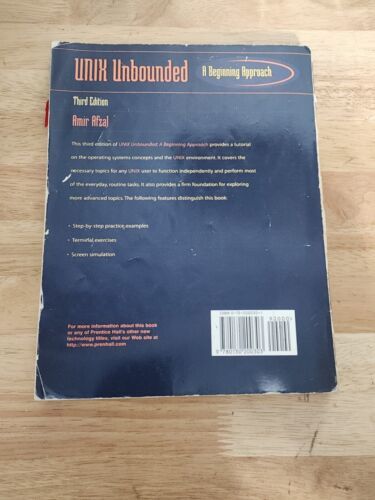 UNIX Unbounded A Beginning Approach
Third Edition
Amir Afzal
This third edition of UNIX Unbounded: A Beginning Approach provides a tutorial
on the operating systems concepts and the UNIX environment. It covers the
necessary topics for any UNIX user to function independently and perform most
of the everyday, routine tasks. It also provides a firm foundation for exploring
more advanced topics. The following features distinguish this book:
• Step-by-step practice examples
• Terminal exercises
• Screen simulation
90000
For more information about this book
or any of Prentice Hall's other new
technology titles, visit our Web site at
http://www.prenhall.com